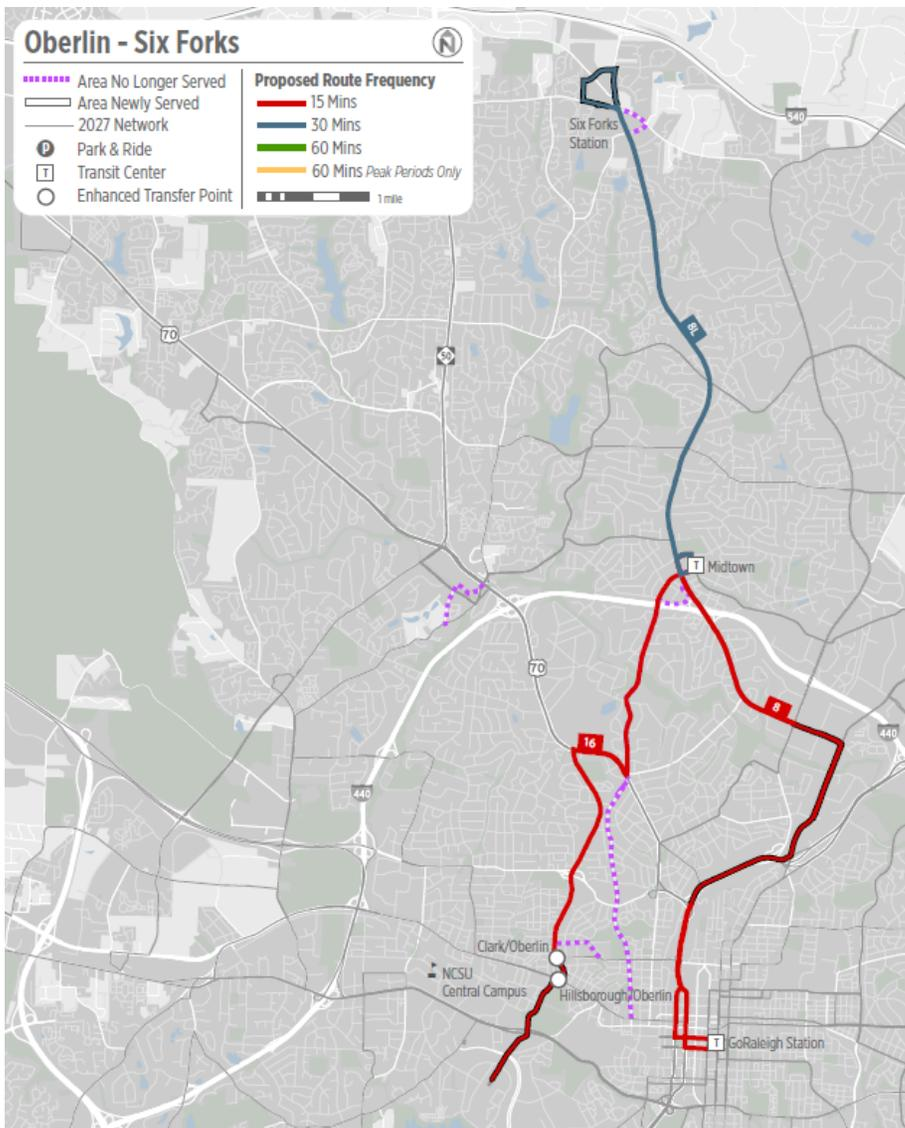 Oberlin - Six Forks
N
Area No Longer Served
Area Newly Served
2027 Network
P Park & Ride
T Transit Center
Enhanced Transfer Point
Proposed Route Frequency
15 Mins
30 Mins
60 Mins
60 Mins Peak Periods Only
1 mile
540
Six Forks
Station
8L
70
50
T Midtown
70
8
16
440
440
Clark/Oberlin
NCSU
Central Campus
Hillsborough/Oberlin
T GoRaleigh Station